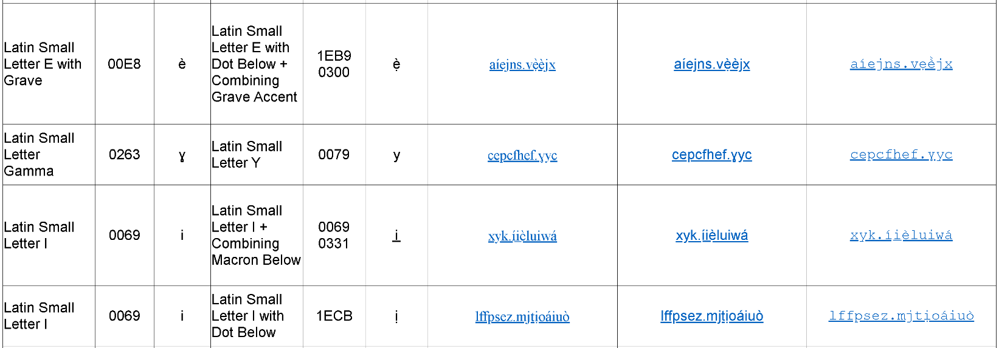 Latin Small
Letter E with
Grave
00E8
è
Latin Small
Letter E with
Dot Below +
Combining
Grave Accent
1EB9
0300
ẹ̀
aíejns.vẹ̀èjx
aíejns.vẹ̀èjx
aíejns.vẹ̀èjx
Latin Small
Letter
Gamma
0263
ɣ
Latin Small
Letter Y
0079
y
cepcfhef.ɣyc
cepcfhef.ɣyc
cepcfhef.ɣyc
Latin Small
Letter I
0069
i
Latin Small
Letter I +
Combining
Macron Below
0069
0331
i̱
xyk.íi̱èluiwá
xyk.íi̱èluiwá
xyk.íi̱èluiwá
Latin Small
Letter I
0069
i
Latin Small
Letter I with
Dot Below
1ECB
ị
lffpsez.mjtịoáiuò
lffpsez.mjtịoáiuò
lffpsez.mjtịoáiuò